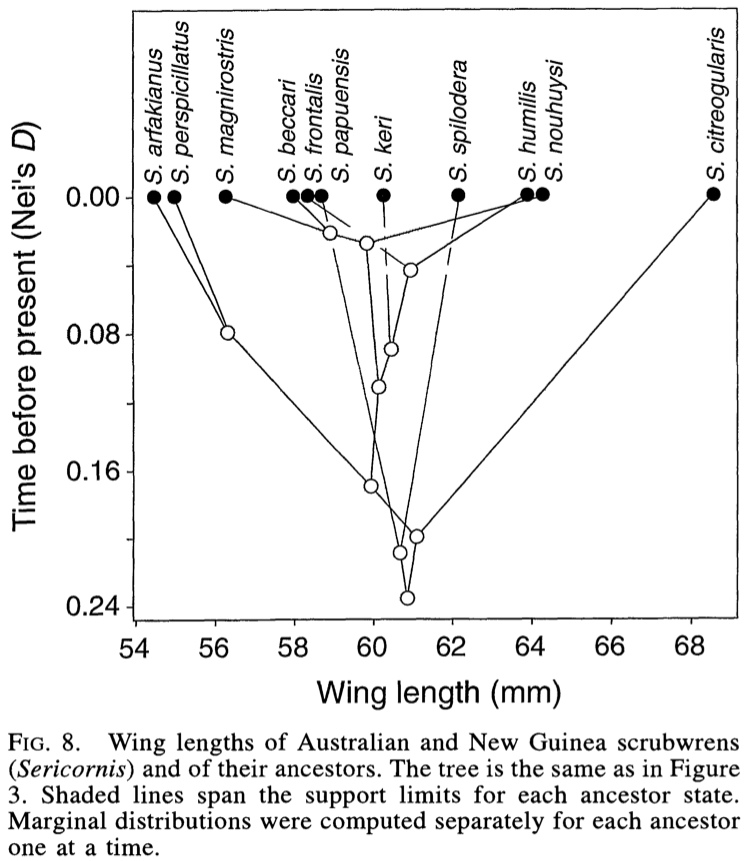 S. arfakianus
S. perspicillatus
S. magnirostris
S. beccari
S. frontalis
S. papuensis
S. keri
S. spilodera
S. humilis
S. nouhuysi
S. citreogularis
Time before present (Nei's D)
0.00
0.08
0.16
0.24
54 56 58 60 62 64 66 68
Wing length (mm)
FIG. 8. Wing lengths of Australian and New Guinea scrubwrens
(Sericornis) and of their ancestors. The tree is the same as in Figure
3. Shaded lines span the support limits for each ancestor state.
Marginal distributions were computed separately for each ancestor
one at a time.